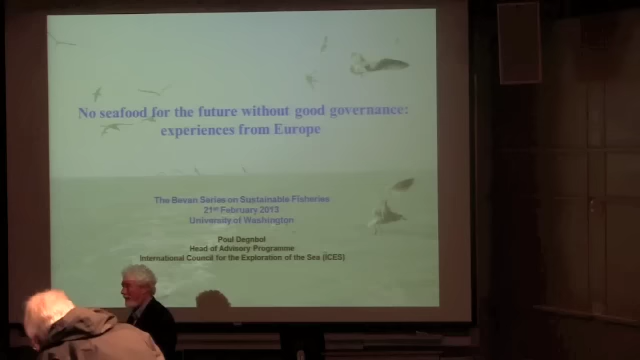 No seafood for the future without good governance:
experiences from Europe
The Bevan Series on Sustainable Fisheries
21st February 2013
University of Washington
Poul Degnbol
Head of Advisory Programme
International Council for the Exploration of the Sea (ICES)